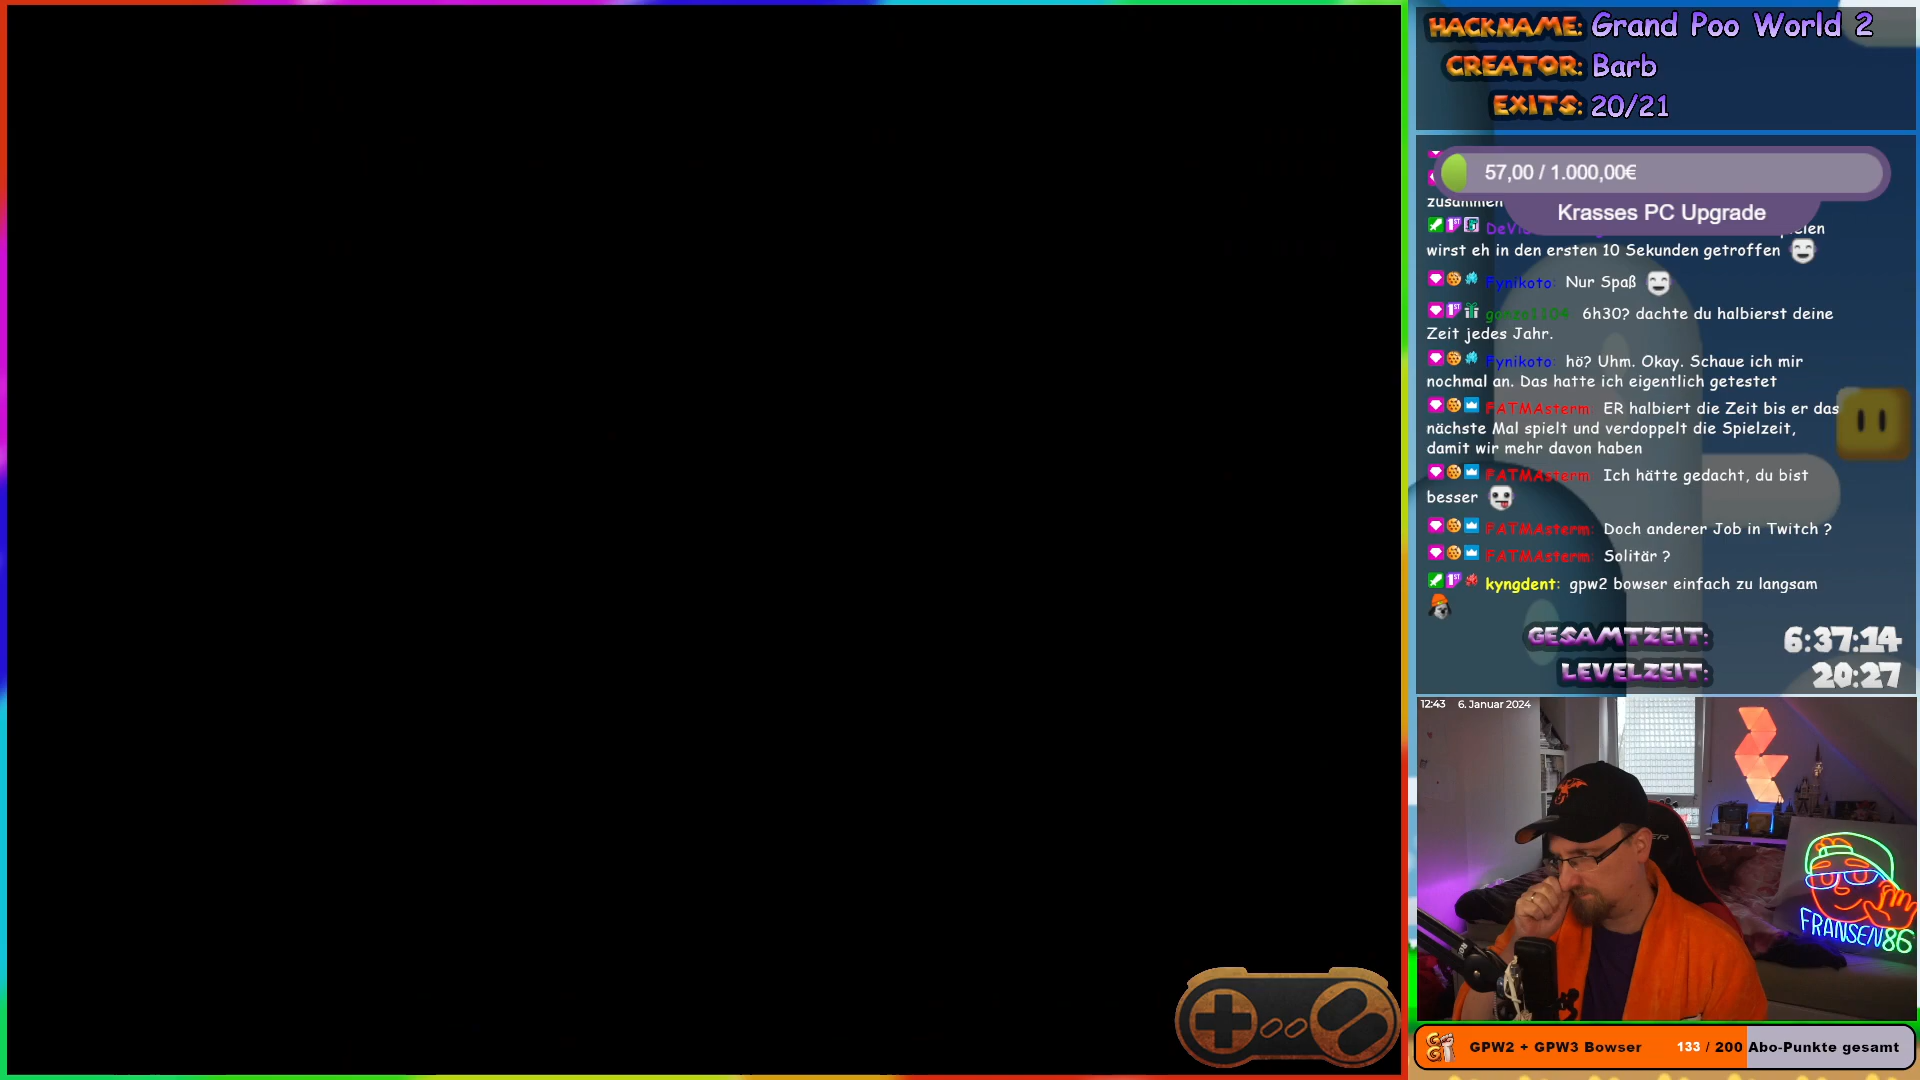 HACKNAME: Grand Poo World 2
CREATOR: Barb
EXITS: 20/21
57,00 / 1.000,00€
Krasses PC Upgrade
zusammen
wirst eh in den ersten 10 Sekunden getroffen
Fynikoto: Nur Spaß
6h30? dachte du halbierst deine
Zeit jedes Jahr.
Fynikoto: hö? Uhm. Okay. Schaue ich mir
nochmal an. Das hatte ich eigentlich getestet
FATMAsterm: ER halbiert die Zeit bis er das
nächste Mal spielt und verdoppelt die Spielzeit,
damit wir mehr davon haben
FATMAsterm: Ich hätte gedacht, du bist
besser
FATMAsterm: Doch anderer Job in Twitch ?
FATMAsterm: Solitär ?
kyngdent: gpw2 bowser einfach zu langsam
GESAMTZEIT: 6:37:14
LEVELZEIT: 20:27
12:43 6. Januar 2024
FRANSEN86
GPW2 + GPW3 Bowser 133 / 200 Abo-Punkte gesamt